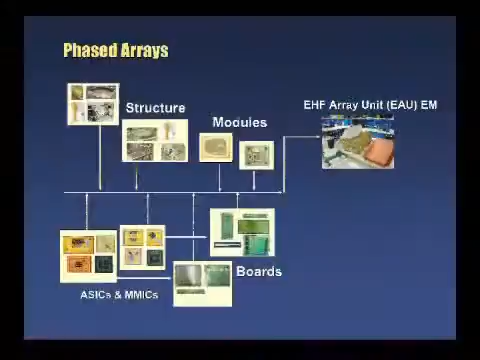 Phased Arrays
EHF Array Unit (EAU) EM
Structure
Modules
Boards
ASICs & MMICs